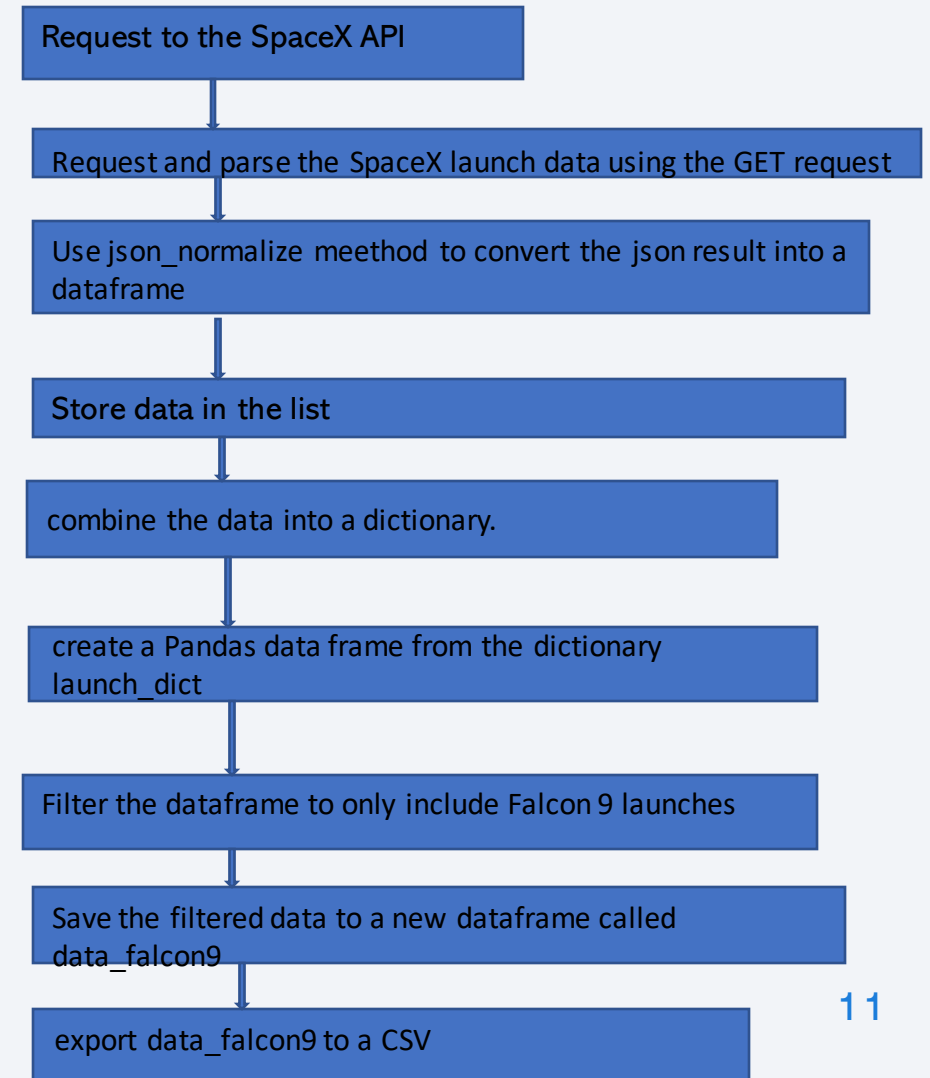 Request to the SpaceX API
Request and parse the SpaceX launch data using the GET request
Use json_normalize meethod to convert the json result into a
dataframe
Store data in the list
combine the data into a dictionary.
create a Pandas data frame from the dictionary
launch_dict
Filter the dataframe to only include Falcon 9 launches
Save the filtered data to a new dataframe called
data_falcon9
11
export data_falcon9 to a CSV